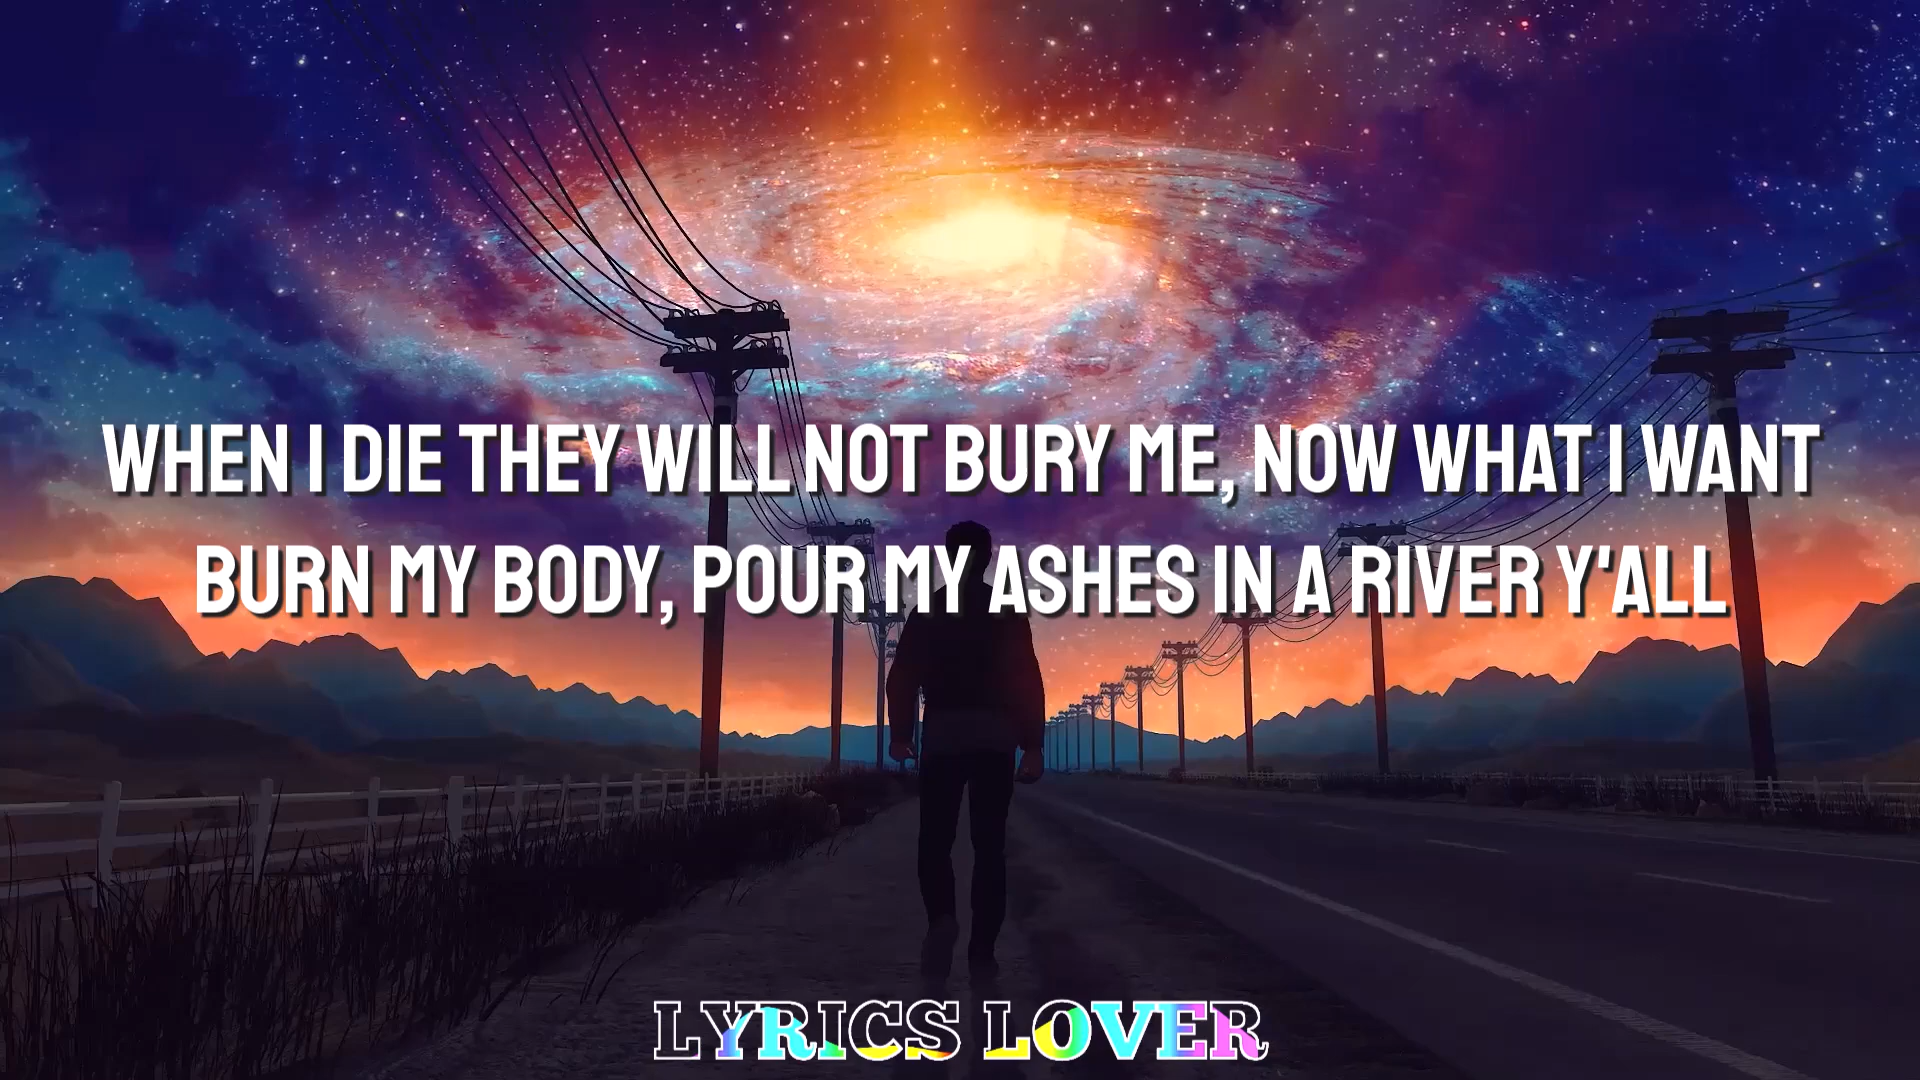 WHEN I DIE THEY WILL NOT BURY ME, NOW WHAT I WANT
BURN MY BODY, POUR MY ASHES IN A RIVER Y'ALL
LYRICS LOVER